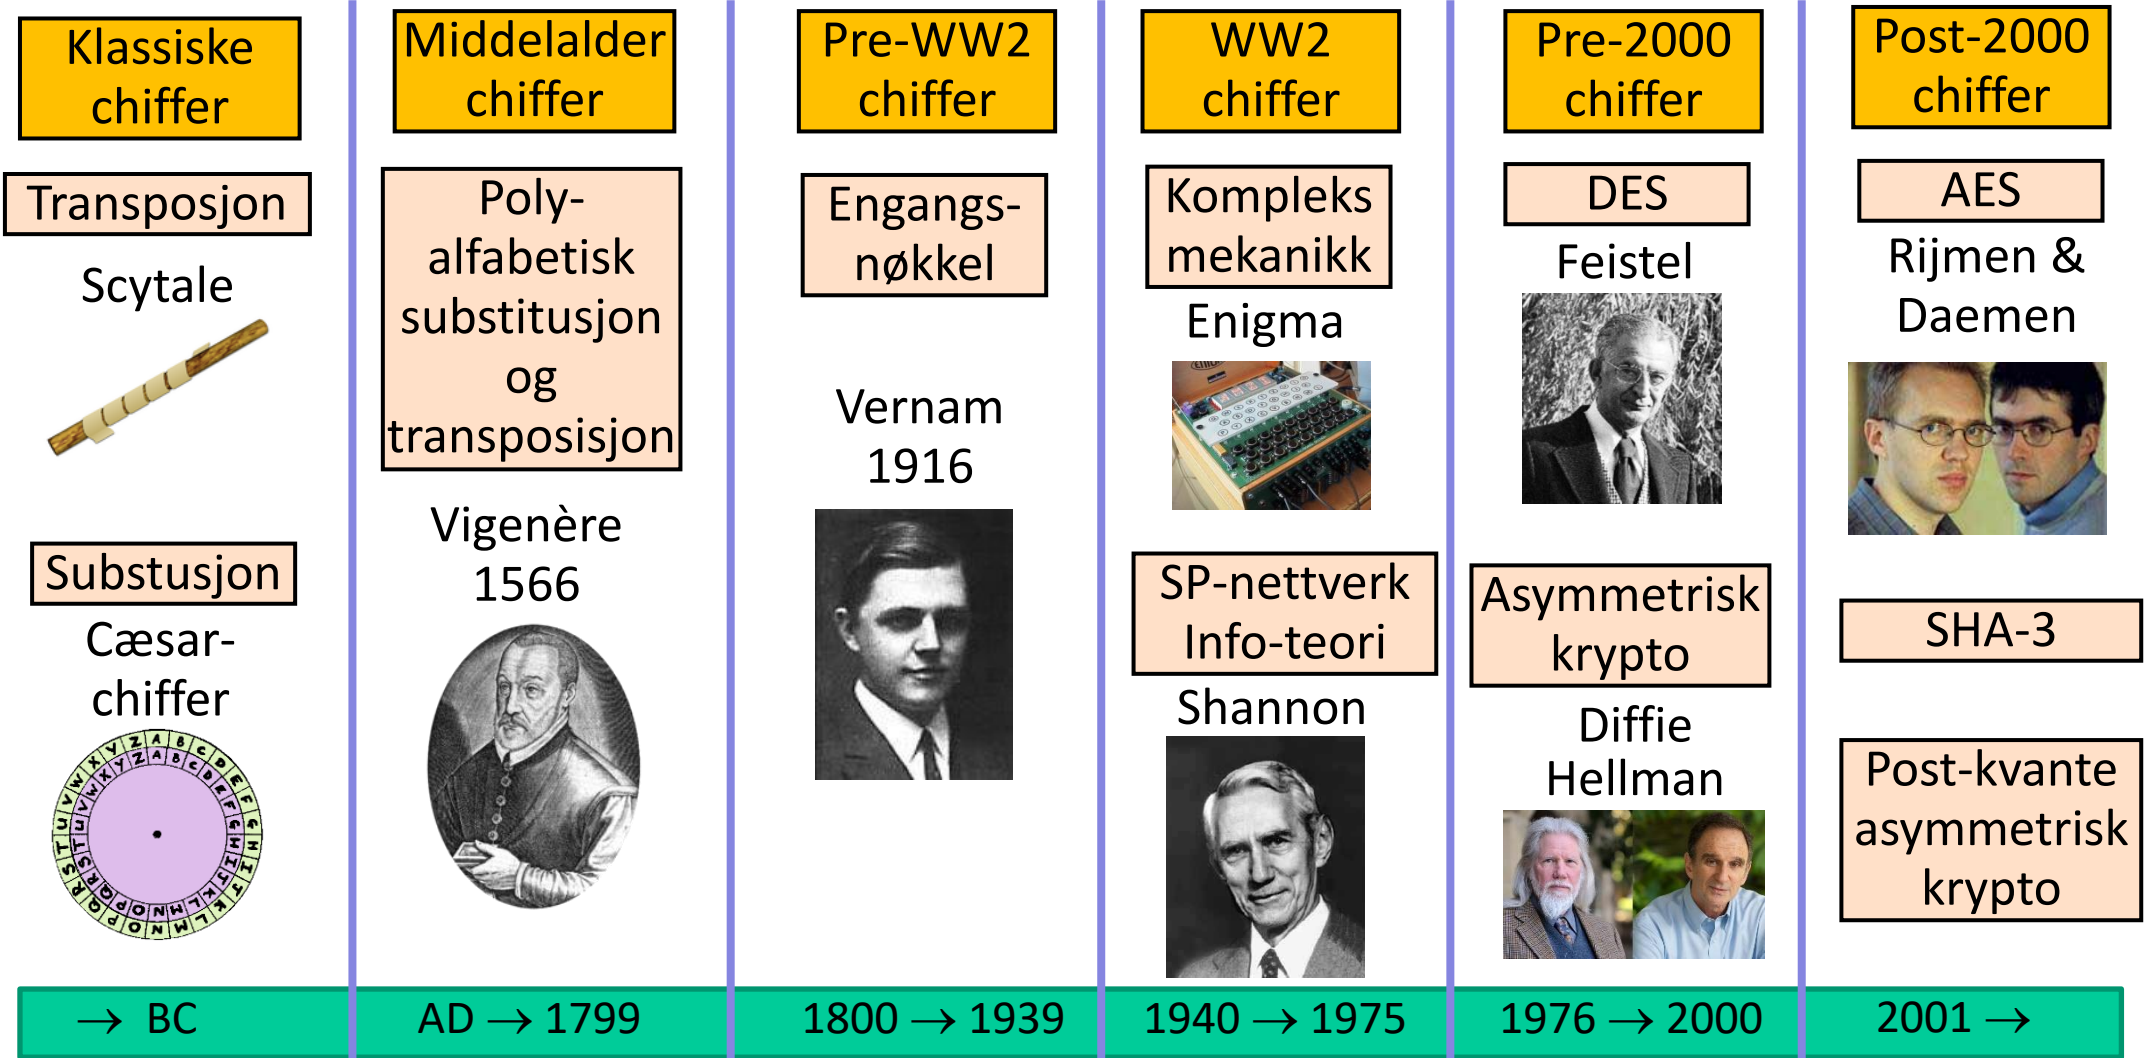 Klassiske
chiffer
Transposjon
Scytale
Substusjon
Cæsar-
chiffer
→ BC
Middelalder
chiffer
Poly-
alfabetisk
substitusjon
og
transposisjon
Vigenère
1566
AD → 1799
Pre-WW2
chiffer
Engangs-
nøkkel
Vernam
1916
1800 → 1939
WW2
chiffer
Kompleks
mekanikk
Enigma
SP-nettverk
Info-teori
Shannon
1940 → 1975
Pre-2000
chiffer
DES
Feistel
Asymmetrisk
krypto
Diffie
Hellman
1976 → 2000
Post-2000
chiffer
AES
Rijmen &
Daemen
SHA-3
Post-kvante
asymmetrisk
krypto
2001 →